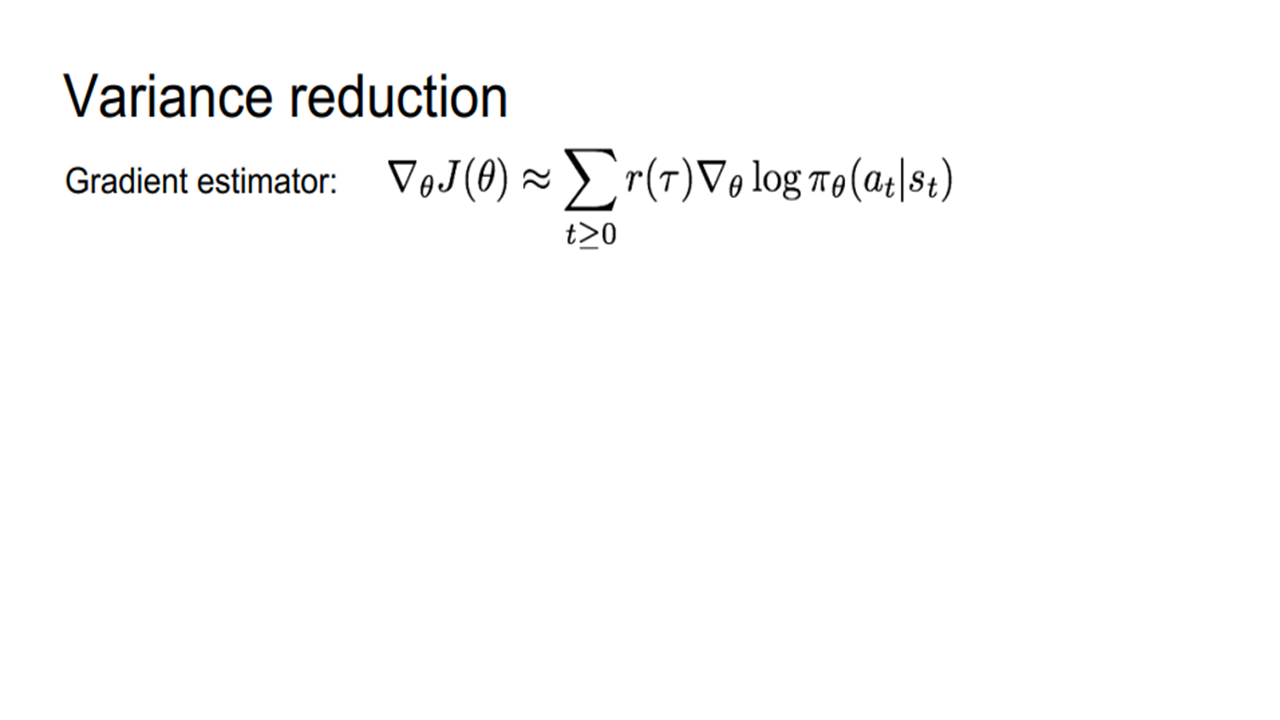 Variance reduction
Gradient estimator: ∇θJ(θ) ≈ ∑t≥0 r(τ)∇θ log πθ(at|st)